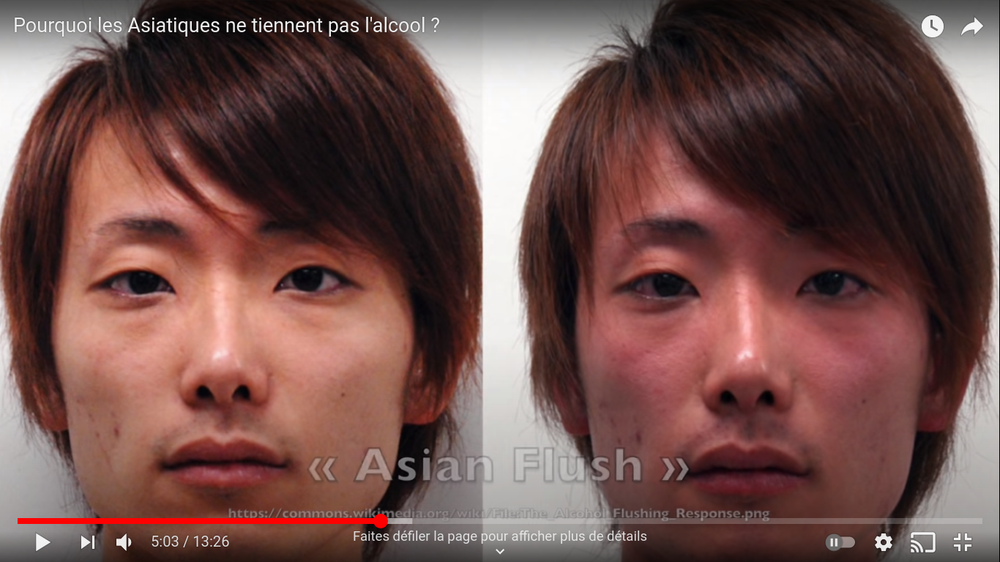 Pourquoi les Asiatiques ne tiennent pas l'alcool ?
« Asian Flush »
https://commons.wikimedia.org/wiki/File:The_Alcohol_Flushing_Response.png
5:03 / 13:26
Faites défiler la page pour afficher plus de détails